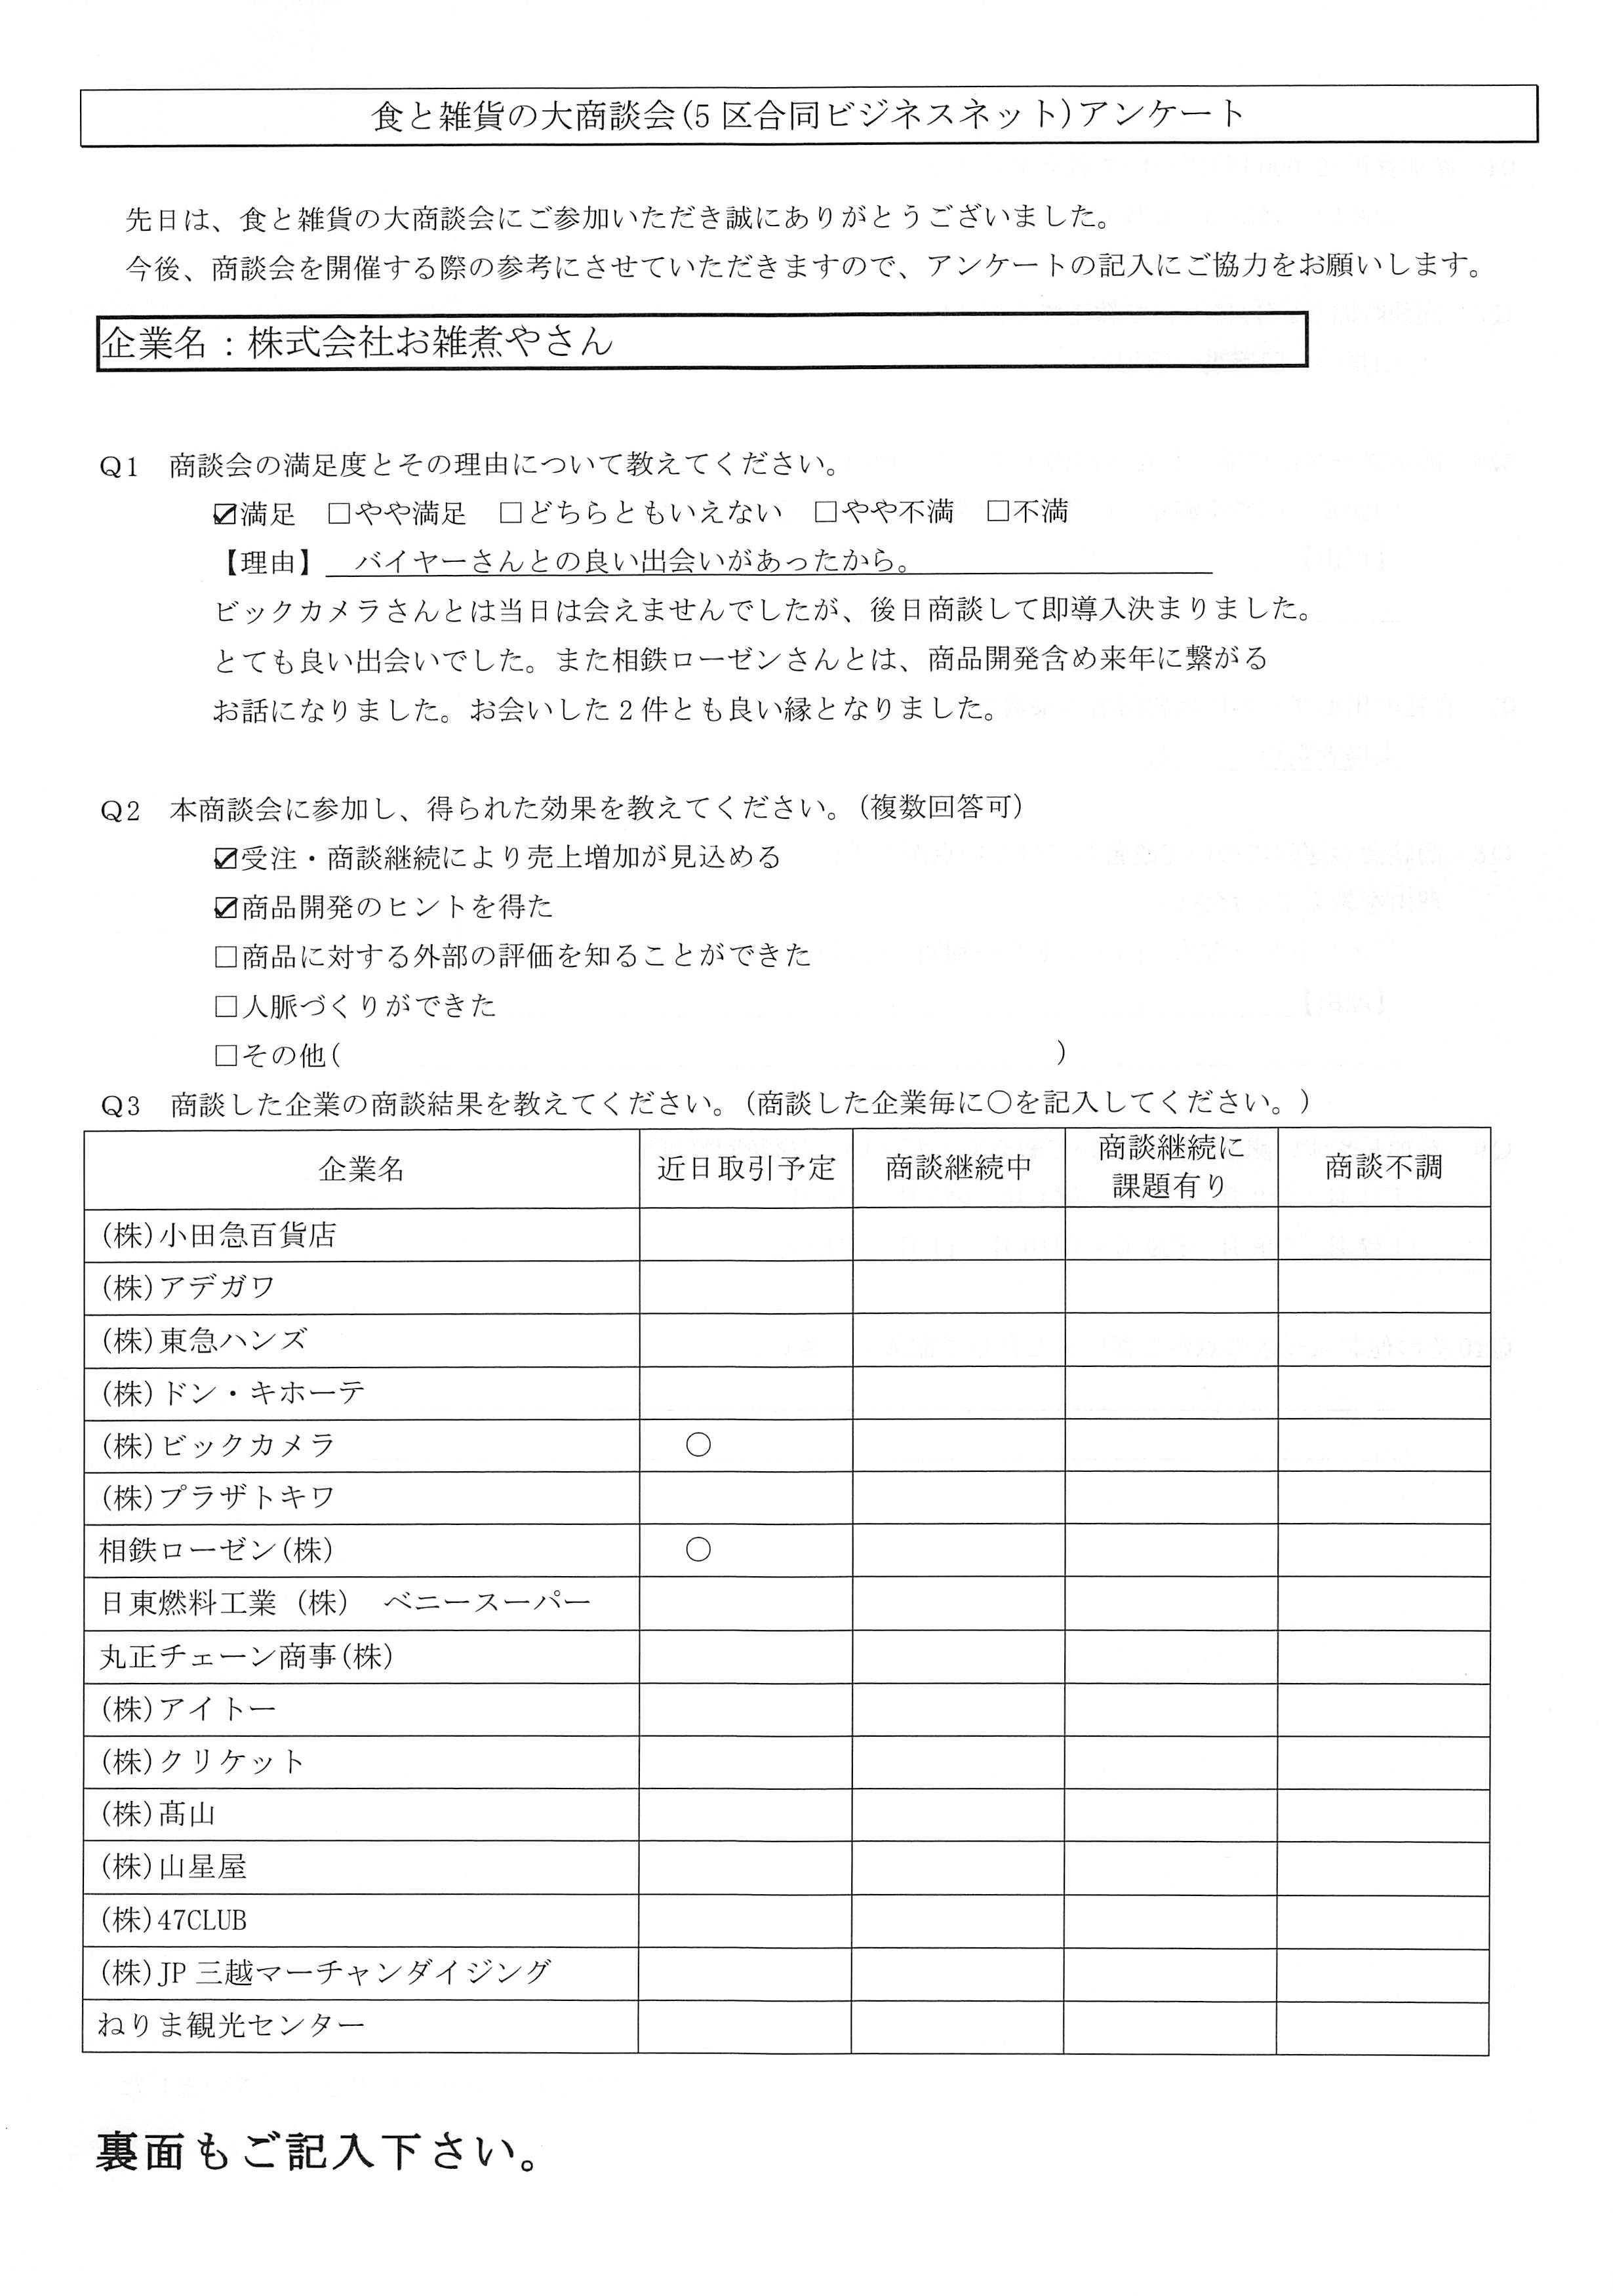 食と雑貨の大商談会(5区合同ビジネスネット)アンケート
先日は、食と雑貨の大商談会にご参加いただき誠にありがとうございました。
今後、商談会を開催する際の参考にさせていただきますので、アンケートの記入にご協力をお願いします。
企業名：株式会社お雑煮やさん
Q1　商談会の満足度とその理由について教えてください。
☑満足　□やや満足　□どちらともいえない　□やや不満　□不満
【理由】　バイヤーさんとの良い出会いがあったから。
ビックカメラさんとは当日は会えませんでしたが、後日商談して即導入決まりました。
とても良い出会いでした。また相鉄ローゼンさんとは、商品開発含め来年に繋がる
お話になりました。お会いした2件とも良い縁となりました。
Q2　本商談会に参加し、得られた効果を教えてください。（複数回答可）
☑受注・商談継続により売上増加が見込める
☑商品開発のヒントを得た
□商品に対する外部の評価を知ることができた
□人脈づくりができた
□その他(　　　　　　　　　　)
Q3　商談した企業の商談結果を教えてください。（商談した企業毎に○を記入してください。）
企業名　近日取引予定　商談継続中　商談継続に課題有り　商談不調
(株)小田急百貨店
(株)アデガワ
(株)東急ハンズ
(株)ドン・キホーテ
(株)ビックカメラ　○
(株)プラザトキワ
相鉄ローゼン(株)　○
日東燃料工業（株）　ベニースーパー
丸正チェーン商事(株)
(株)アイトー
(株)クリケット
(株)髙山
(株)山星屋
(株)47CLUB
(株)JP三越マーチャンダイジング
ねりま観光センター
裏面もご記入下さい。